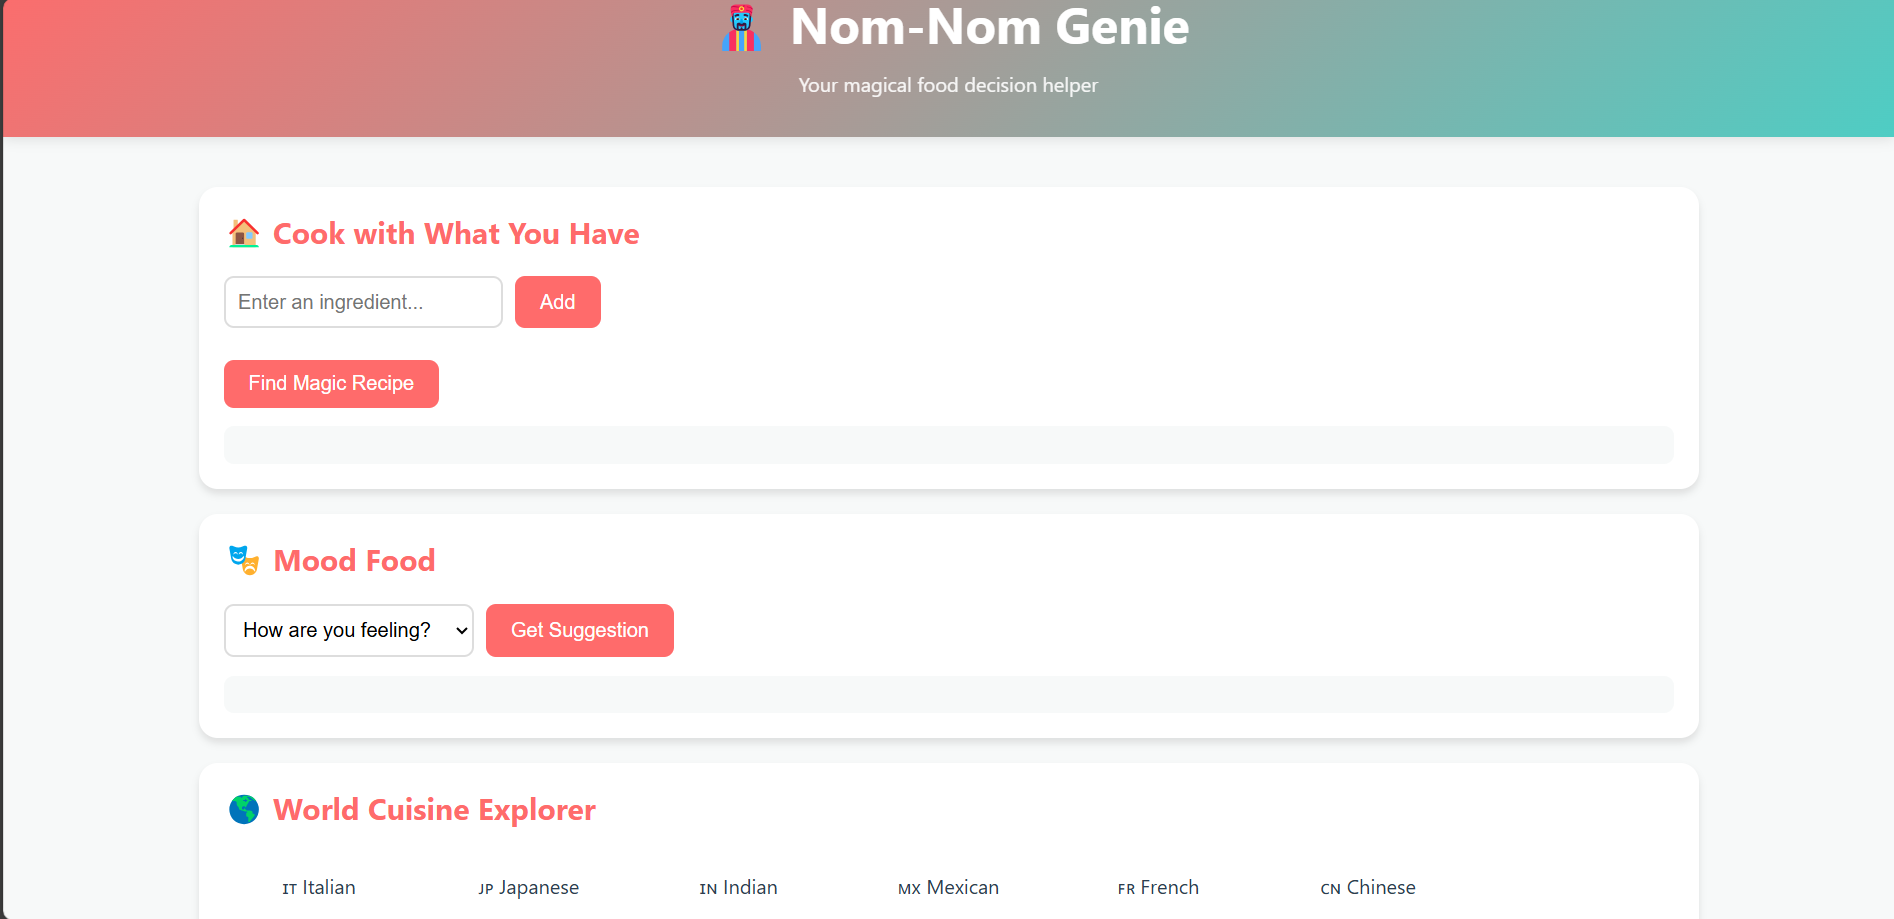 Nom-Nom Genie
Your magical food decision helper
Cook with What You Have
Enter an ingredient...
Add
Find Magic Recipe
Mood Food
How are you feeling?
Get Suggestion
World Cuisine Explorer
IT Italian
JP Japanese
IN Indian
MX Mexican
FR French
CN Chinese